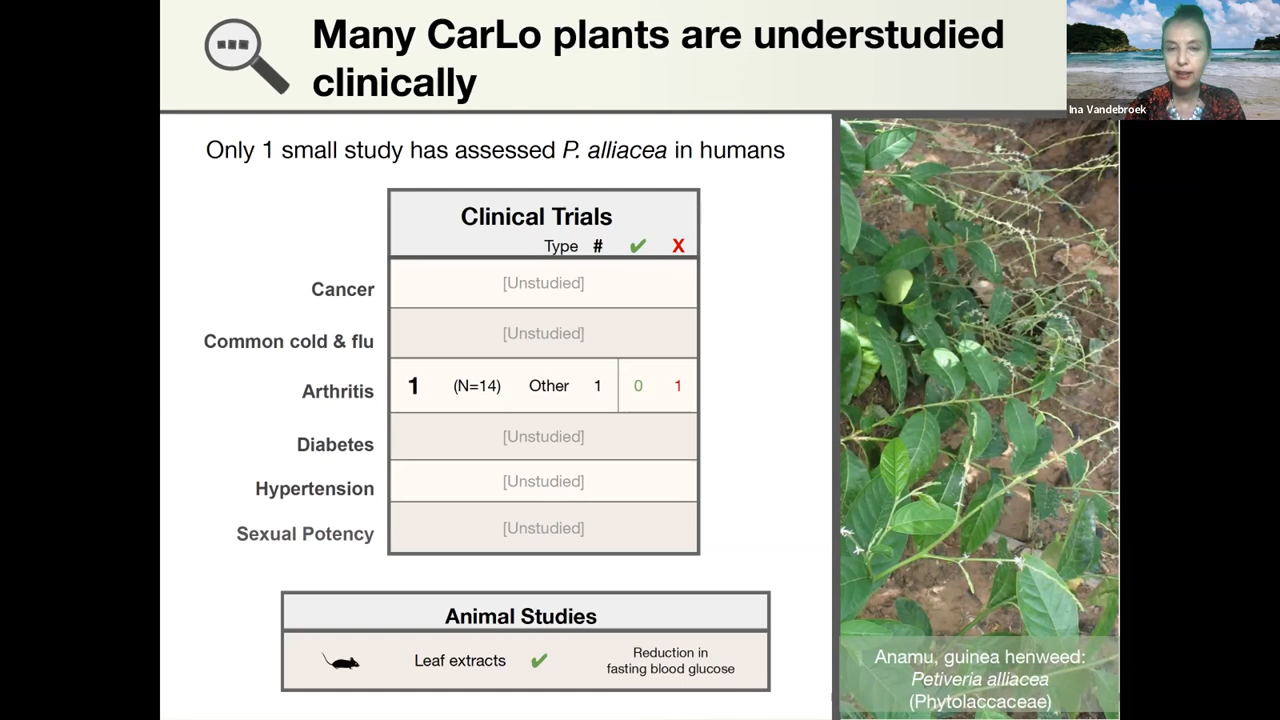 Many CarLo plants are understudied
clinically
Ina Vandebroek
Only 1 small study has assessed P. alliacea in humans
Clinical Trials
Type # ✔ X
Cancer [Unstudied]
Common cold & flu [Unstudied]
Arthritis 1 (N=14) Other 1 0 1
Diabetes [Unstudied]
Hypertension [Unstudied]
Sexual Potency [Unstudied]
Animal Studies
Leaf extracts ✔ Reduction in
fasting blood glucose
Anamu, guinea henweed:
Petiveria alliacea
(Phytolaccaceae)